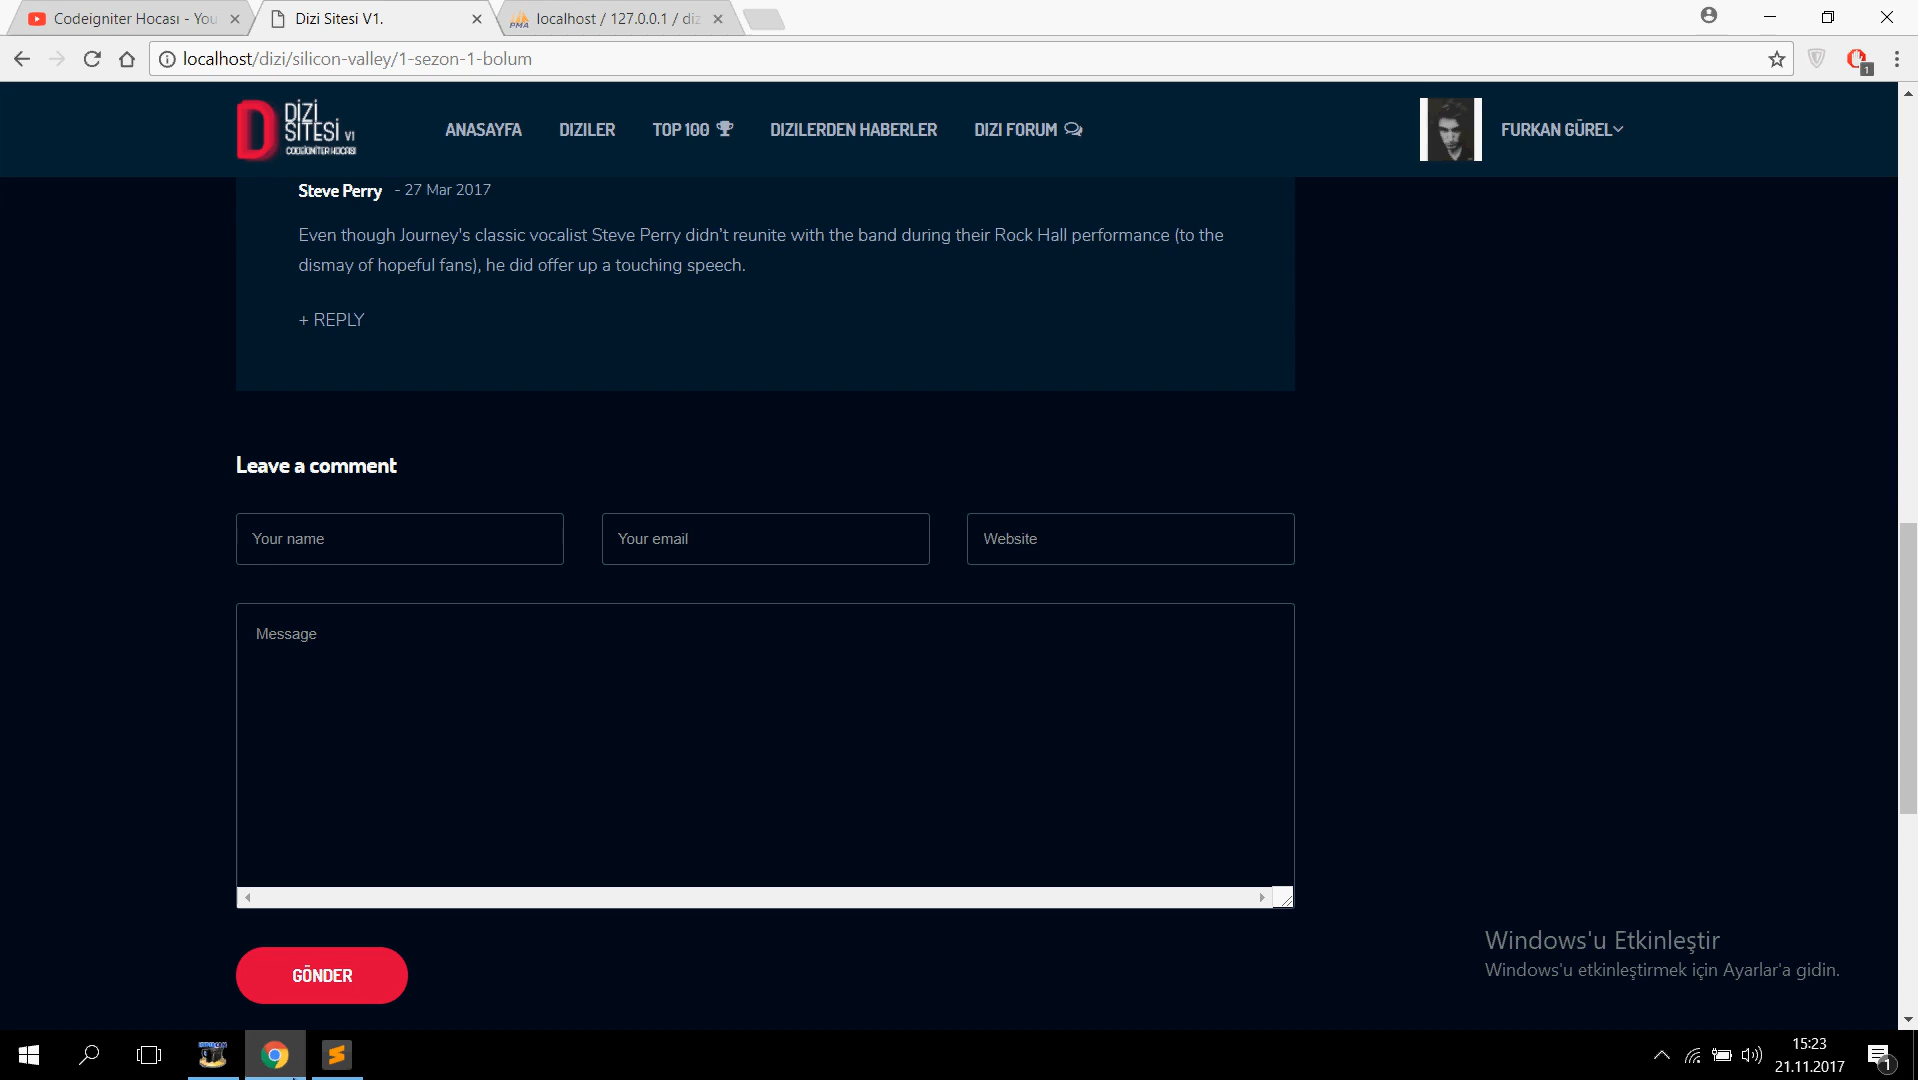 Codeigniter Hocası - You
Dizi Sitesi V1.
localhost / 127.0.0.1 / diz
localhost/dizi/silicon-valley/1-sezon-1-bolum
1
DİZİ
SİTESİ V1
CODEIGNITER HOCASI
ANASAYFA
DIZILER
TOP 100
DIZILERDEN HABERLER
DIZI FORUM
FURKAN GÜREL
Steve Perry - 27 Mar 2017
Even though Journey's classic vocalist Steve Perry didn't reunite with the band during their Rock Hall performance (to the
dismay of hopeful fans), he did offer up a touching speech.
+ REPLY
Leave a comment
Your name
Your email
Website
Message
GÖNDER
Windows'u Etkinleştir
Windows'u etkinleştirmek için Ayarlar'a gidin.
15:23
21.11.2017
1